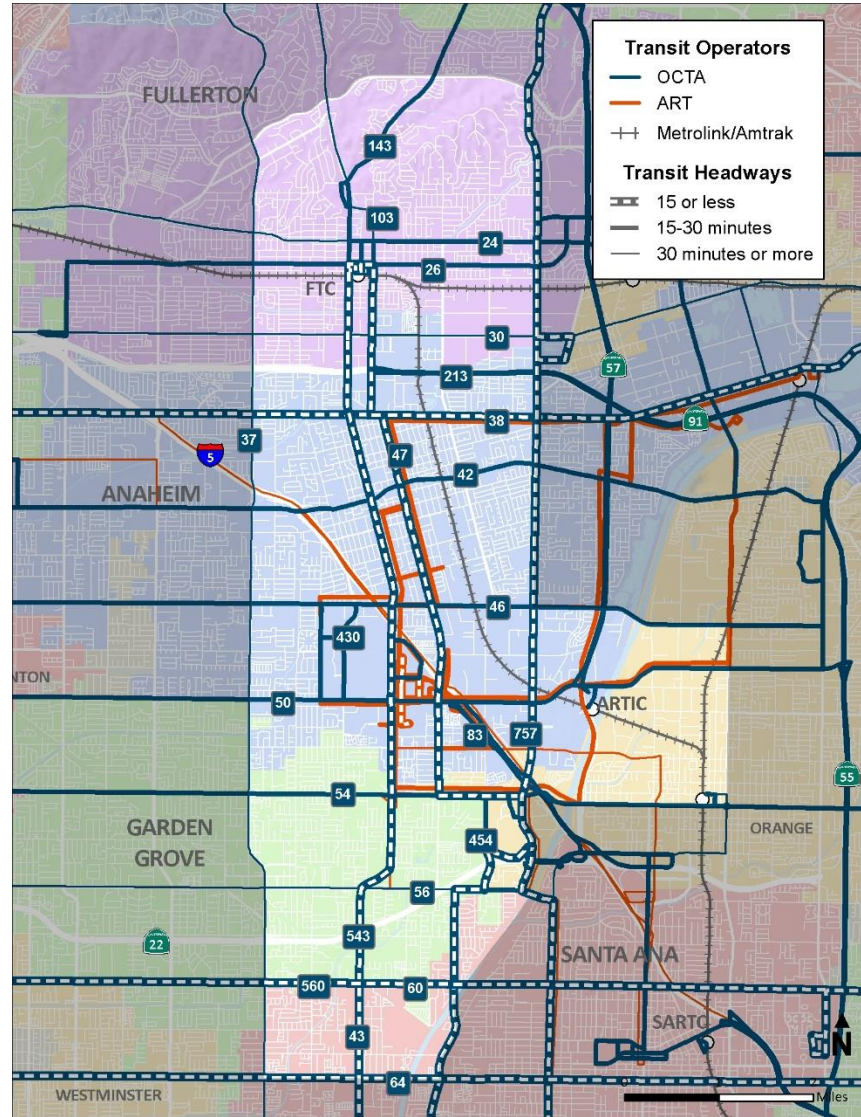 Transit Operators
OCTA
ART
Metrolink/Amtrak
Transit Headways
15 or less
15-30 minutes
30 minutes or more
FULLERTON
143
103
24
26
FTC
30
57
213
38
91
37
5
47
42
ANAHEIM
46
430
NTON
50
ARTIC
83
757
55
54
ORANGE
GARDEN
GROVE
454
56
22
543
SANTA ANA
560
60
SARTC
43
N
64
WESTMINSTER
Miles